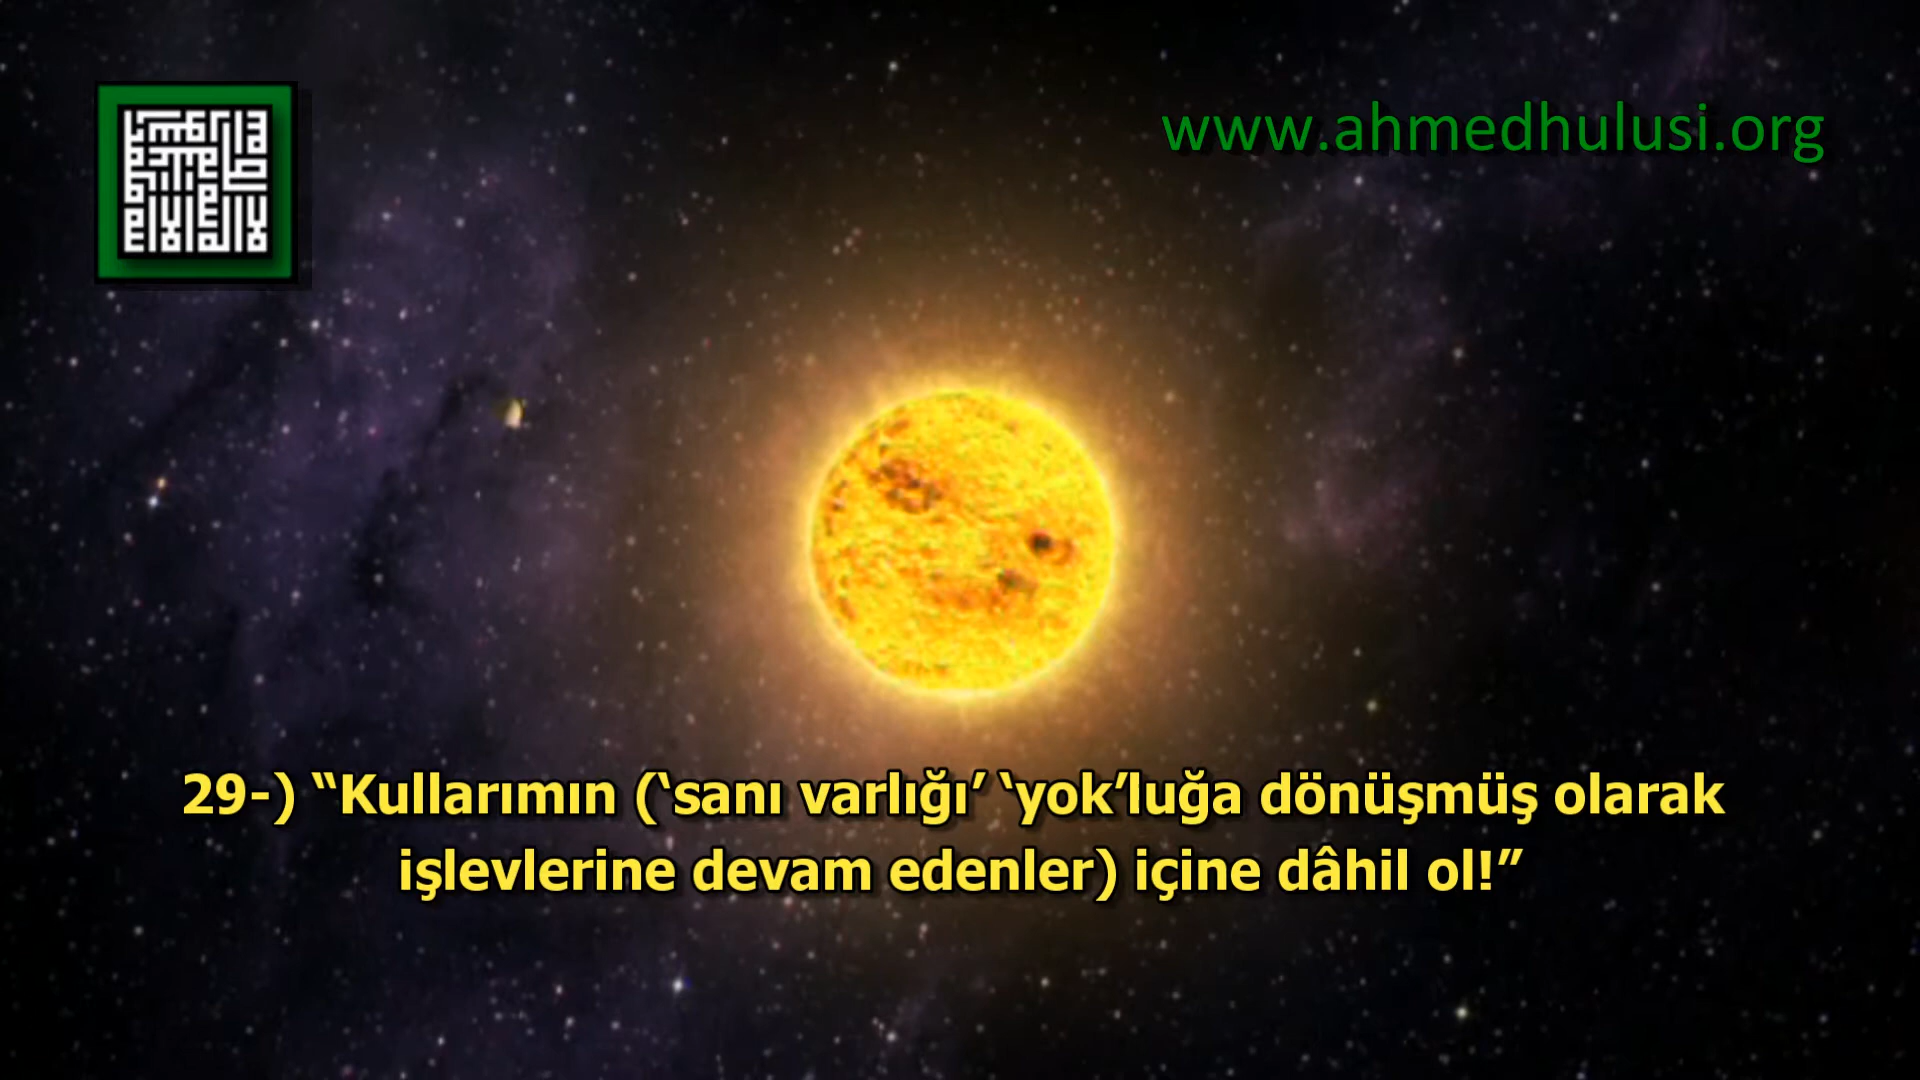 www.ahmedhulusi.org
29-) “Kullarımın (‘sanı varlığı’ ‘yok’luğa dönüşmüş olarak
işlevlerine devam edenler) içine dâhil ol!”